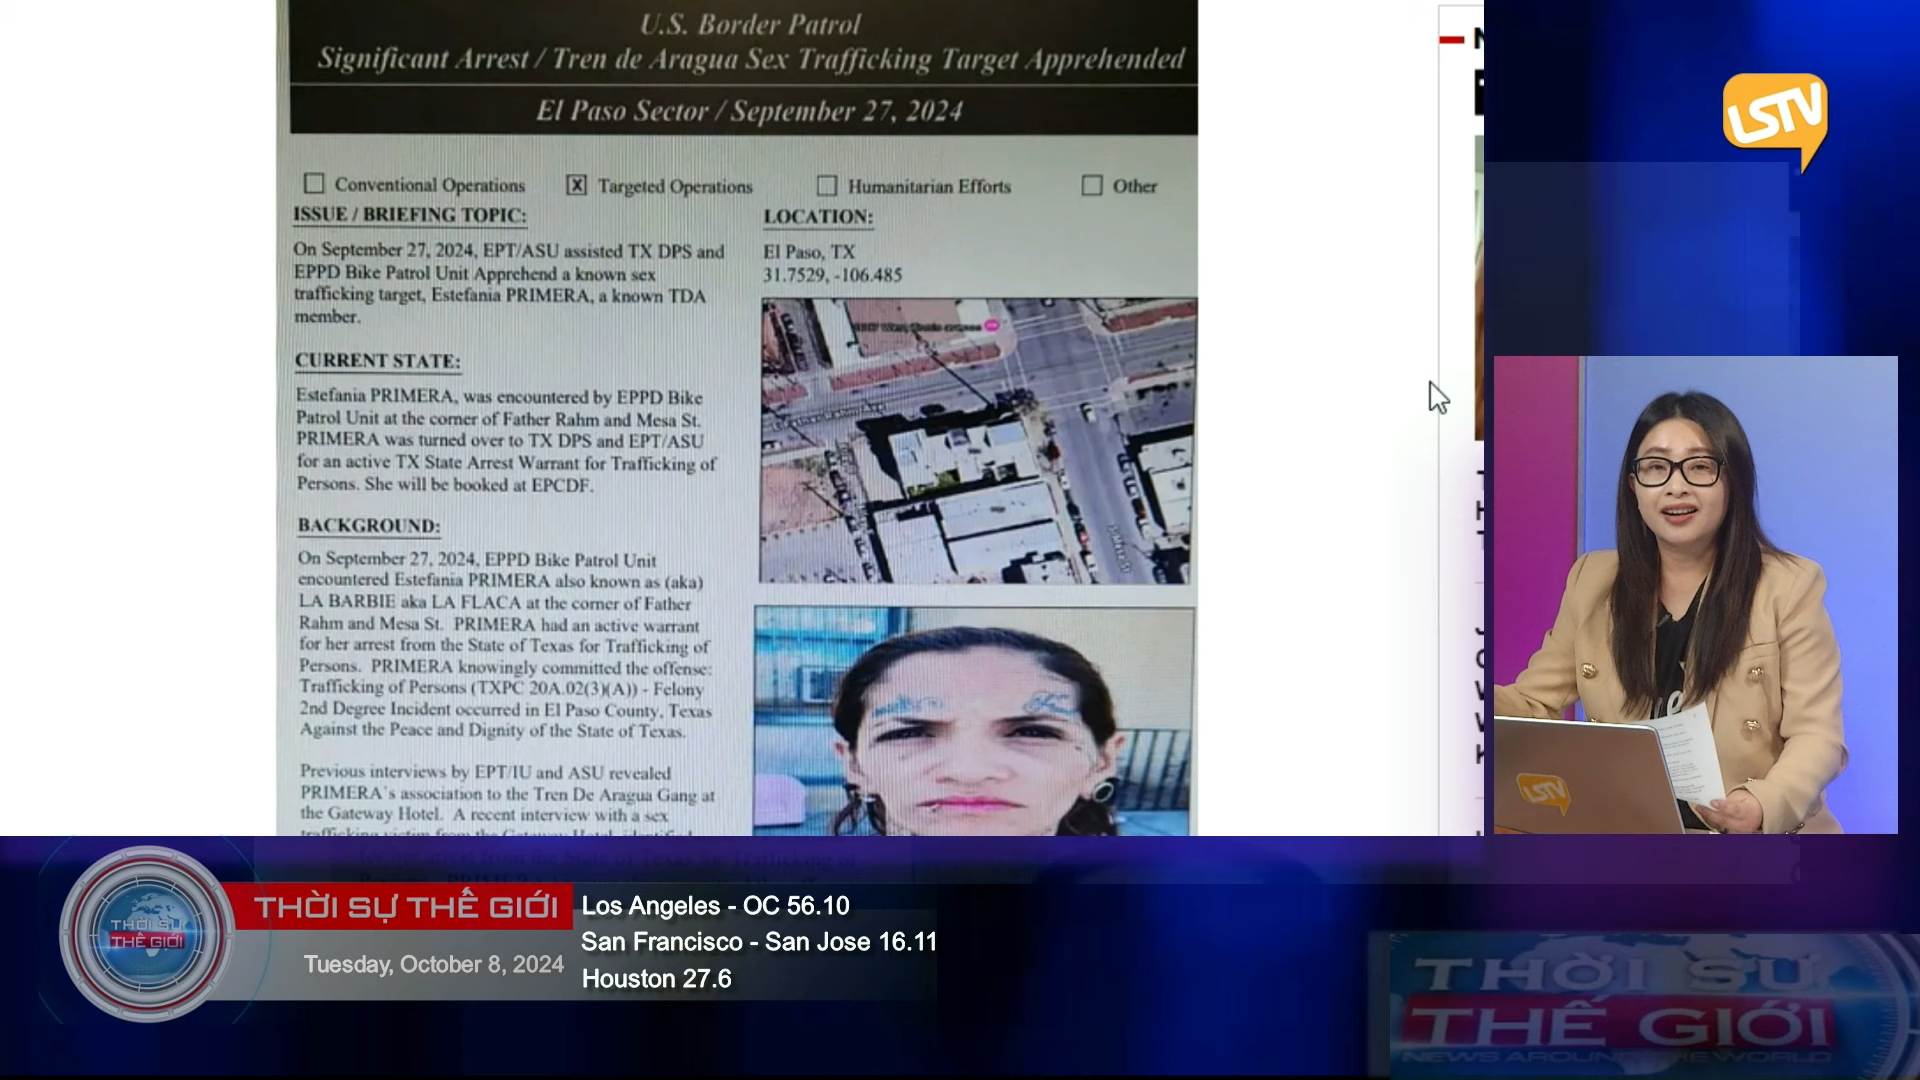 U.S. Border Patrol
Significant Arrest / Tren de Aragua Sex Trafficking Target Apprehended
El Paso Sector / September 27, 2024
Conventional Operations
X Targeted Operations
Humanitarian Efforts
Other
ISSUE / BRIEFING TOPIC:
On September 27, 2024, EPT/ASU assisted TX DPS and
EPPD Bike Patrol Unit Apprehend a known sex
trafficking target, Estefania PRIMERA, a known TDA
member.
CURRENT STATE:
Estefania PRIMERA, was encountered by EPPD Bike
Patrol Unit at the corner of Father Rahm and Mesa St.
PRIMERA was turned over to TX DPS and EPT/ASU
for an active TX State Arrest Warrant for Trafficking of
Persons. She will be booked at EPCDF.
BACKGROUND:
On September 27, 2024, EPPD Bike Patrol Unit
encountered Estefania PRIMERA also known as (aka)
LA BARBIE aka LA FLACA at the corner of Father
Rahm and Mesa St. PRIMERA had an active warrant
for her arrest from the State of Texas for Trafficking of
Persons. PRIMERA knowingly committed the offense:
Trafficking of Persons (TXPC 20A.02(3)(A)) - Felony
2nd Degree Incident occurred in El Paso County, Texas
Against the Peace and Dignity of the State of Texas.
Previous interviews by EPT/IU and ASU revealed
PRIMERA's association to the Tren De Aragua Gang at
the Gateway Hotel. A recent interview with a sex
trafficking victim from the Gateway Hotel, identified
LOCATION:
El Paso, TX
31.7529, -106.485
LSTV
LSTV
THỜI SỰ
THẾ GIỚI
THỜI SỰ THẾ GIỚI
Tuesday, October 8, 2024
Los Angeles - OC 56.10
San Francisco - San Jose 16.11
Houston 27.6
THỜI SỰ
THẾ GIỚI
NEWS AROUND THE WORLD